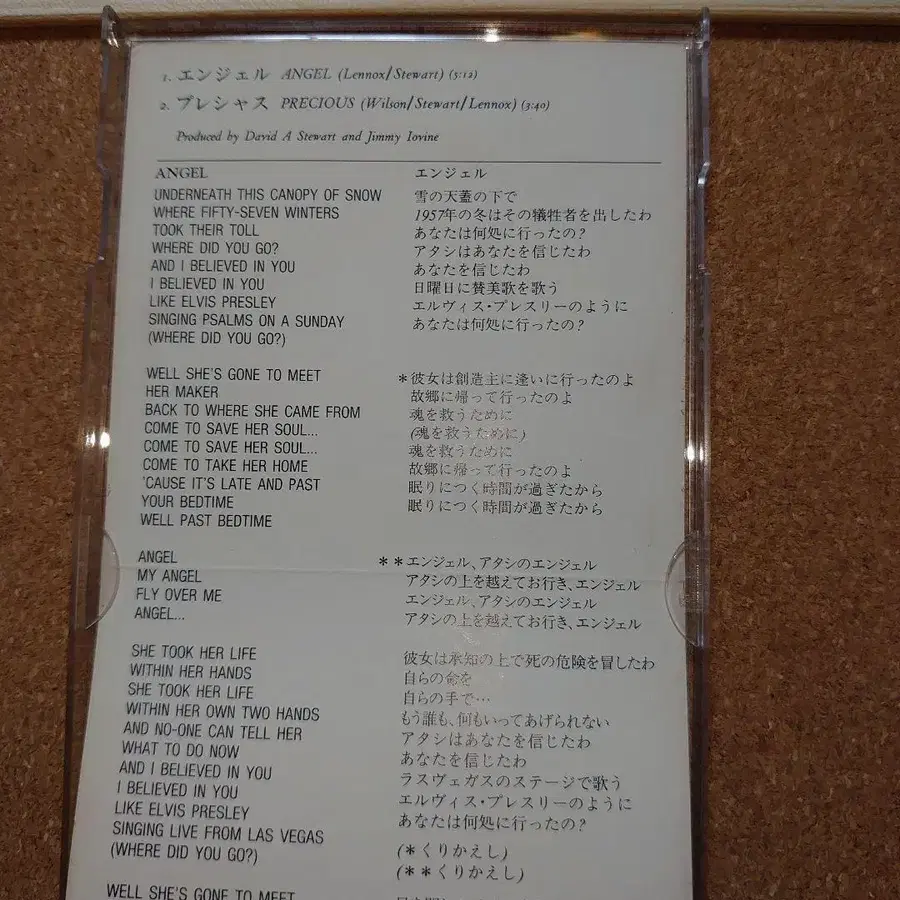 1. エンジェル ANGEL (Lennox/Stewart) (5:12)
2. プレシャス PRECIOUS (Wilson/Stewart/Lennox) (3:40)
Produced by David A Stewart and Jimmy Iovine
ANGEL
UNDERNEATH THIS CANOPY OF SNOW
WHERE FIFTY-SEVEN WINTERS
TOOK THEIR TOLL
WHERE DID YOU GO?
AND I BELIEVED IN YOU
I BELIEVED IN YOU
LIKE ELVIS PRESLEY
SINGING PSALMS ON A SUNDAY
(WHERE DID YOU GO?)
WELL SHE'S GONE TO MEET
HER MAKER
BACK TO WHERE SHE CAME FROM
COME TO SAVE HER SOUL...
COME TO SAVE HER SOUL...
COME TO TAKE HER HOME
'CAUSE IT'S LATE AND PAST
YOUR BEDTIME
WELL PAST BEDTIME
ANGEL
MY ANGEL
FLY OVER ME
ANGEL...
SHE TOOK HER LIFE
WITHIN HER HANDS
SHE TOOK HER LIFE
WITHIN HER OWN TWO HANDS
AND NO-ONE CAN TELL HER
WHAT TO DO NOW
AND I BELIEVED IN YOU
I BELIEVED IN YOU
LIKE ELVIS PRESLEY
SINGING LIVE FROM LAS VEGAS
(WHERE DID YOU GO?)
WELL SHE'S GONE TO MEET
エンジェル
雪の天蓋の下で
1957年の冬はその犠牲者を出したわ
あなたは何処に行ったの?
アタシはあなたを信じたわ
あなたを信じたわ
日曜日に賛美歌を歌う
エルヴィス・プレスリーのように
あなたは何処に行ったの?
*彼女は創造主に逢いに行ったのよ
故郷に帰って行ったのよ
魂を救うために
(魂を救うために)
魂を救うために
故郷に帰って行ったのよ
眠りにつく時間が過ぎたから
眠りにつく時間が過ぎたから
**エンジェル、アタシのエンジェル
アタシの上を越えてお行き、エンジェル
エンジェル、アタシのエンジェル
アタシの上を越えてお行き、エンジェル
彼女は承知の上で死の危険を冒したわ
自らの命を
自らの手で…
もう誰も、何もいってあげられない
アタシはあなたを信じたわ
あなたを信じたわ
ラスヴェガスのステージで歌う
エルヴィス・プレスリーのように
あなたは何処に行ったの?
(*くりかえし)
(**くりかえし)